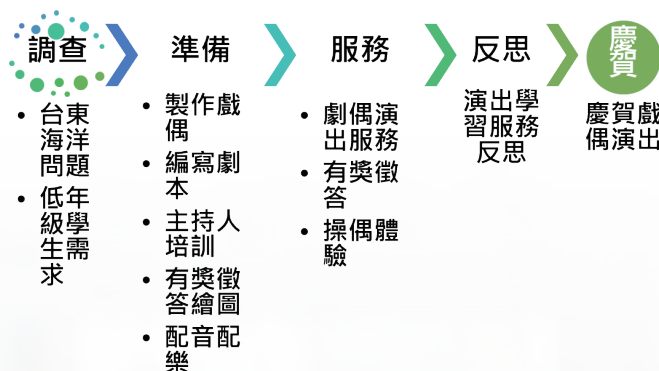 調查
• 台東
海洋
問題
• 低年
級學
生需
求
準備
• 製作戲
偶
• 編寫劇
本
• 主持人
培訓
• 有獎徵
答繪圖
• 配音配
樂
服務
• 劇偶演
出服務
• 有獎徵
答
• 操偶體
驗
反思
演出學
習服務
反思
慶
賀
慶賀戲
偶演出